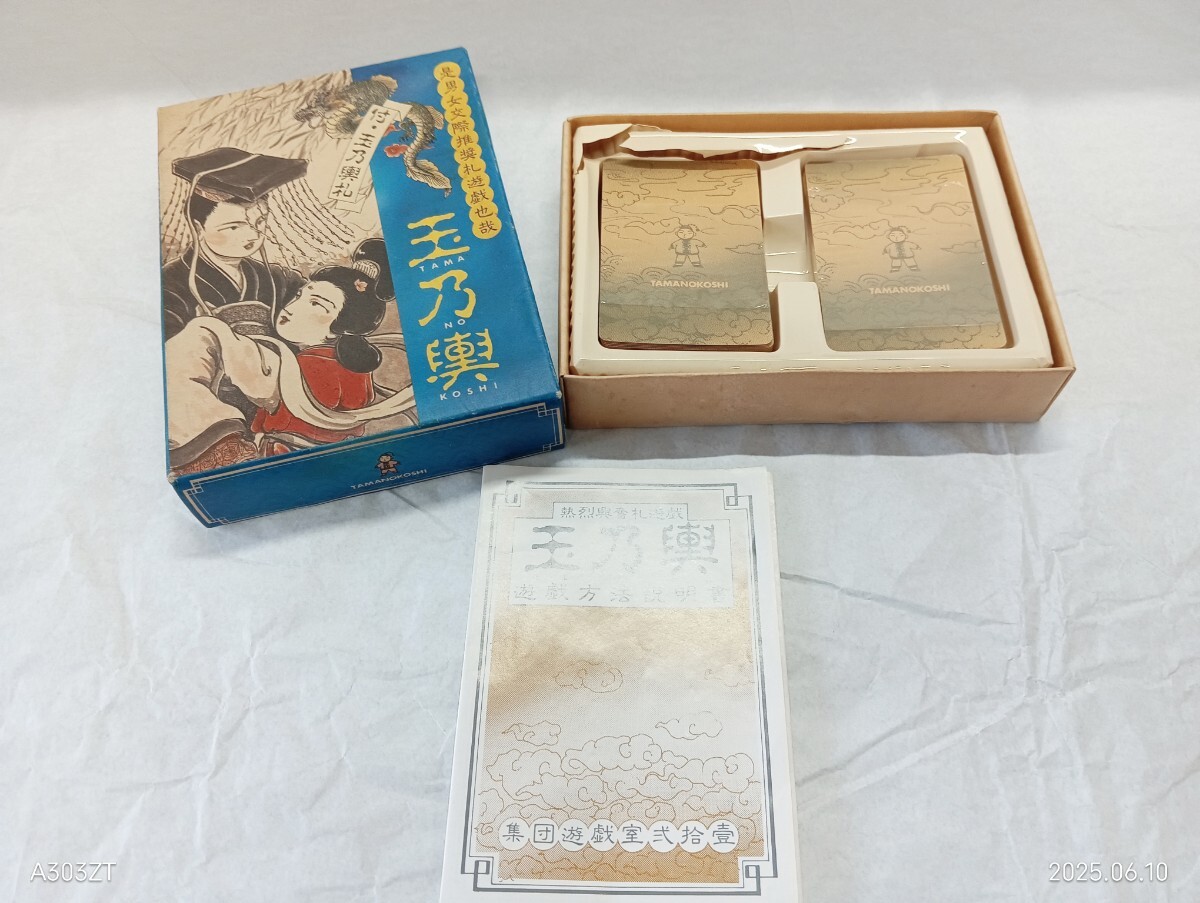 是男女交際推奨札遊戯也哉
付・玉乃輿札
玉乃輿
TAMA
NO
KOSHI
TAMANOKOSHI
TAMANOKOSHI
TAMANOKOSHI
熱烈興奮札遊戯
玉乃輿
遊戯方法説明書
集団遊戯室弐拾壹
A303ZT
2025.06.10